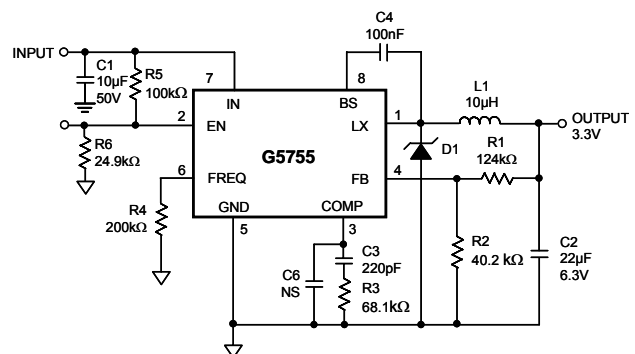 C4
100nF
INPUT
C1
10µF
50V
R5
100kΩ
7
IN
8
BS
L1
10µH
2
EN
1
LX
OUTPUT
3.3V
G5755
D1
R1
124kΩ
R6
24.9kΩ
6
FREQ
4
FB
R4
200kΩ
GND
5
COMP
3
C6
NS
C3
220pF
R3
68.1kΩ
R2
40.2 kΩ
C2
22µF
6.3V